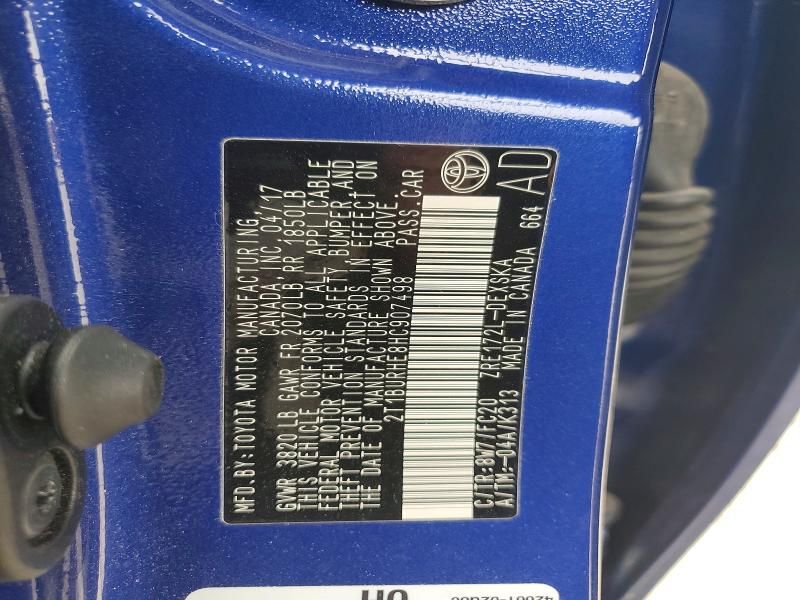 MFD.BY:TOYOTA MOTOR MANUFACTURING
CANADA, INC. 04/17
GVWR 3820LB GAWR FR 2070LB RR 1850LB
THIS VEHICLE CONFORMS TO ALL APPLICABLE
FEDERAL MOTOR VEHICLE SAFETY, BUMPER, AND
THEFT PREVENTION STANDARDS IN EFFECT ON
THE DATE OF MANUFACTURE SHOWN ABOVE.
2T1BURHE8HC907498 PASS.CAR
C/TR:8W7/FC20 ZRE172L-DEXSKA
A/TM:-04A/K313 MADE IN CANADA 664
AD